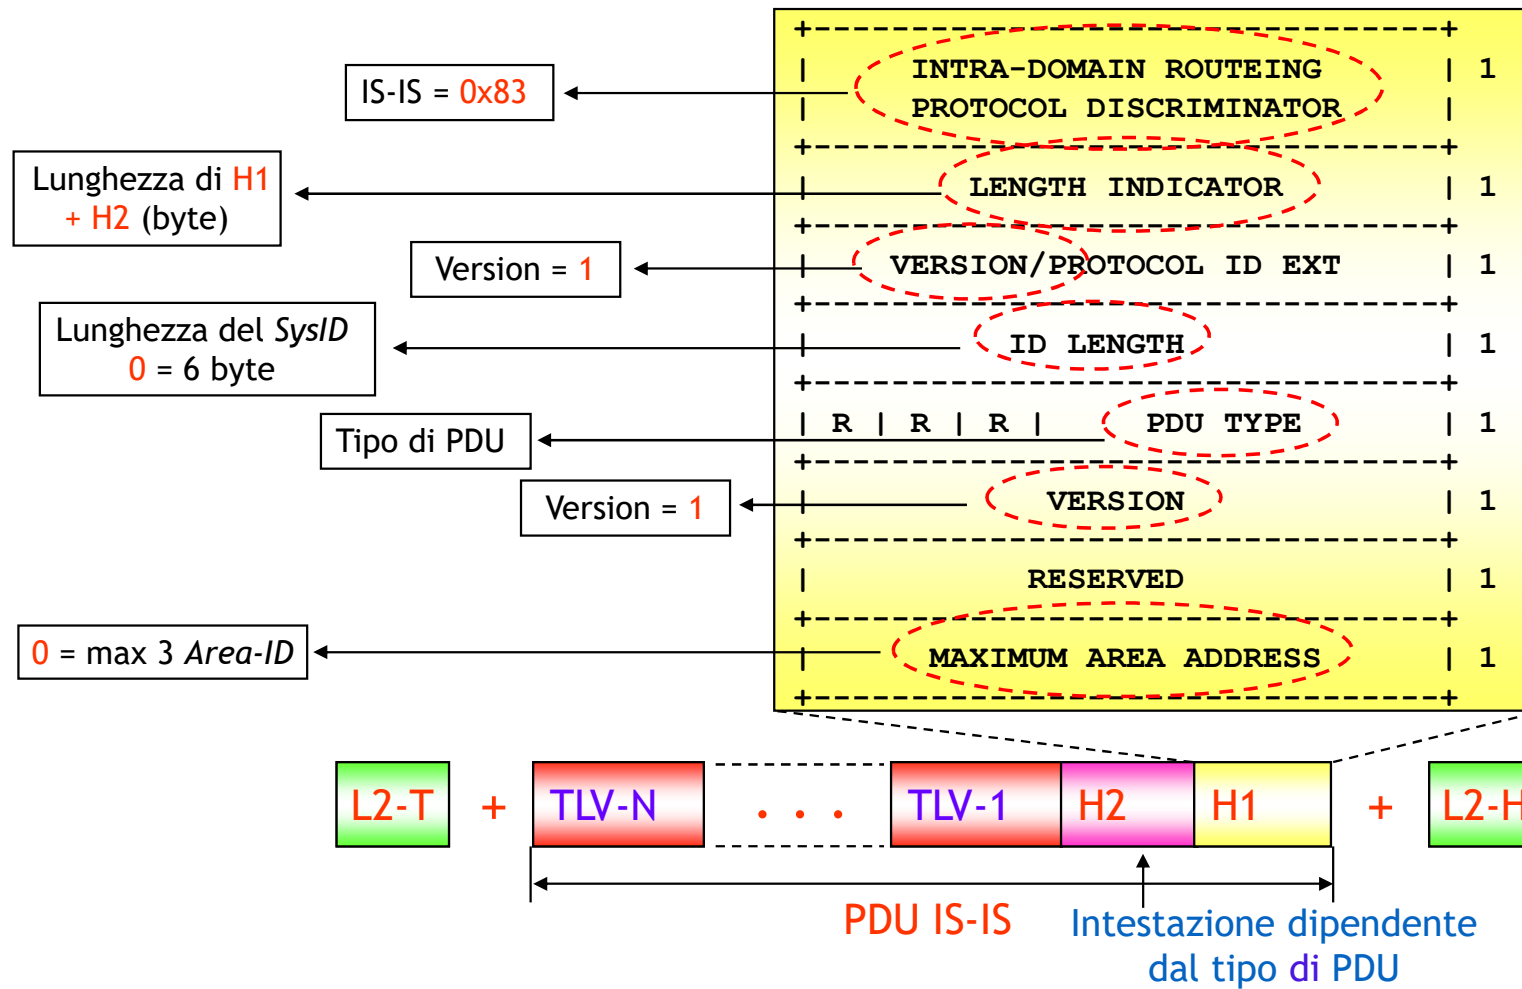 INTRA-DOMAIN ROUTEING
PROTOCOL DISCRIMINATOR
1
IS-IS = 0x83
LENGTH INDICATOR
1
Lunghezza di H1
+ H2 (byte)
VERSION/PROTOCOL ID EXT
1
Version = 1
ID LENGTH
1
Lunghezza del SysID
0 = 6 byte
R | R | R | PDU TYPE
1
Tipo di PDU
VERSION
1
Version = 1
RESERVED
1
MAXIMUM AREA ADDRESS
1
0 = max 3 Area-ID
L2-T + TLV-N . . . TLV-1 H2 H1 + L2-H
PDU IS-IS
Intestazione dipendente
dal tipo di PDU